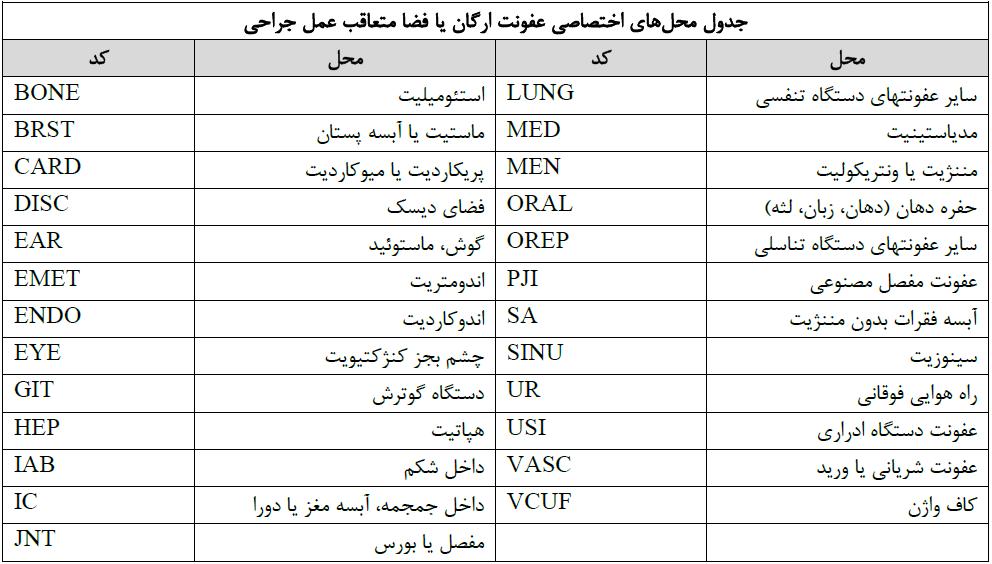 جدول محل‌های اختصاصی عفونت ارگان یا فضا متعاقب عمل جراحی
محل کد محل کد
سایر عفونتهای دستگاه تنفسی LUNG استئومیلیت BONE
مدیاستینیت MED ماستیت یا آبسه پستان BRST
مننژیت یا ونتریکولیت MEN پریکاردیت یا میوکاردیت CARD
حفره دهان (دهان، زبان، لثه) ORAL فضای دیسک DISC
سایر عفونتهای دستگاه تناسلی OREP گوش، ماستوئید EAR
عفونت مفصل مصنوعی PJI اندومتریت EMET
آبسه فقرات بدون مننژیت SA اندوکاردیت ENDO
سینوزیت SINU چشم بجز کنژکتیویت EYE
راه هوایی فوقانی UR دستگاه گوترش GIT
عفونت دستگاه ادراری USI هپاتیت HEP
عفونت شریانی یا ورید VASC داخل شکم IAB
کاف واژن VCUF داخل جمجمه، آبسه مغز یا دورا IC
مفصل یا بورس JNT